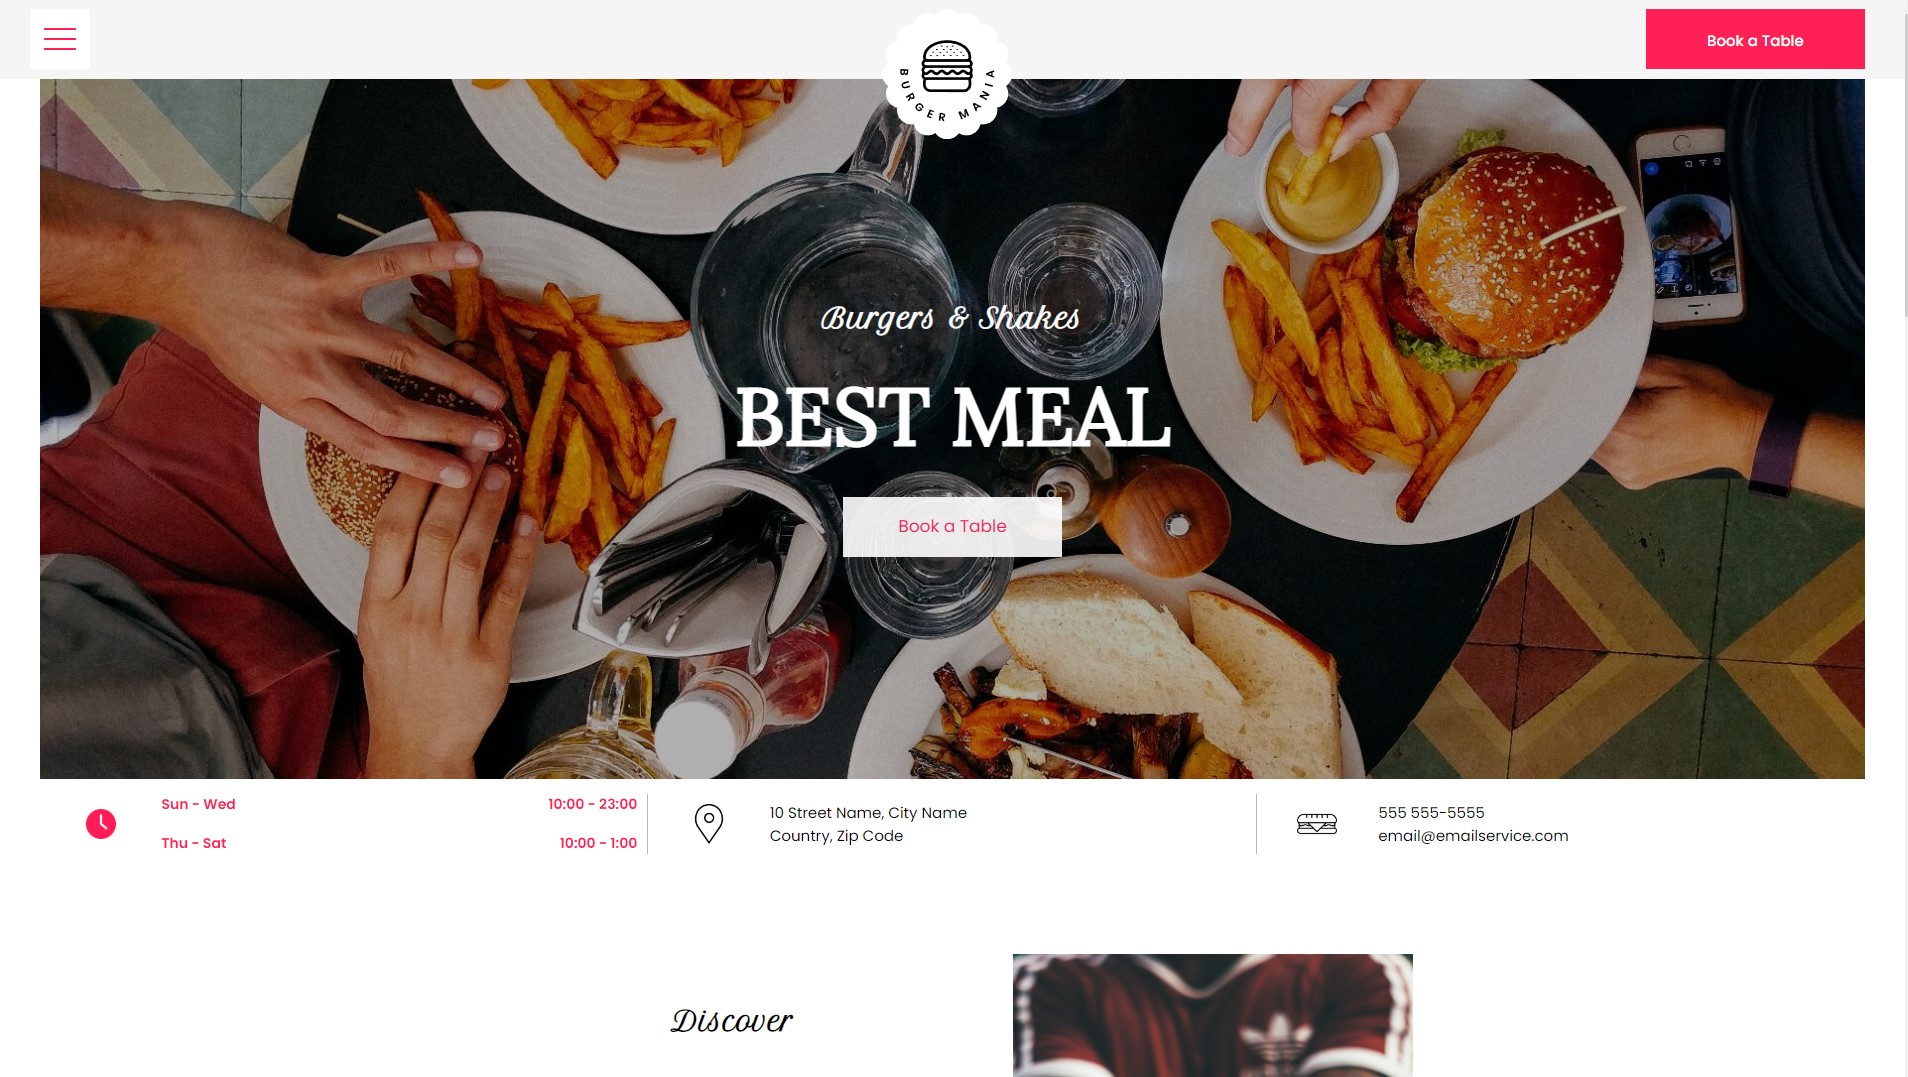 Book a Table
BURGER MANIA
Burgers & Shakes
BEST MEAL
Book a Table
Sun - Wed 10:00 - 23:00
Thu - Sat 10:00 - 1:00
10 Street Name, City Name
Country, Zip Code
555 555-5555
email@emailservice.com
Discover